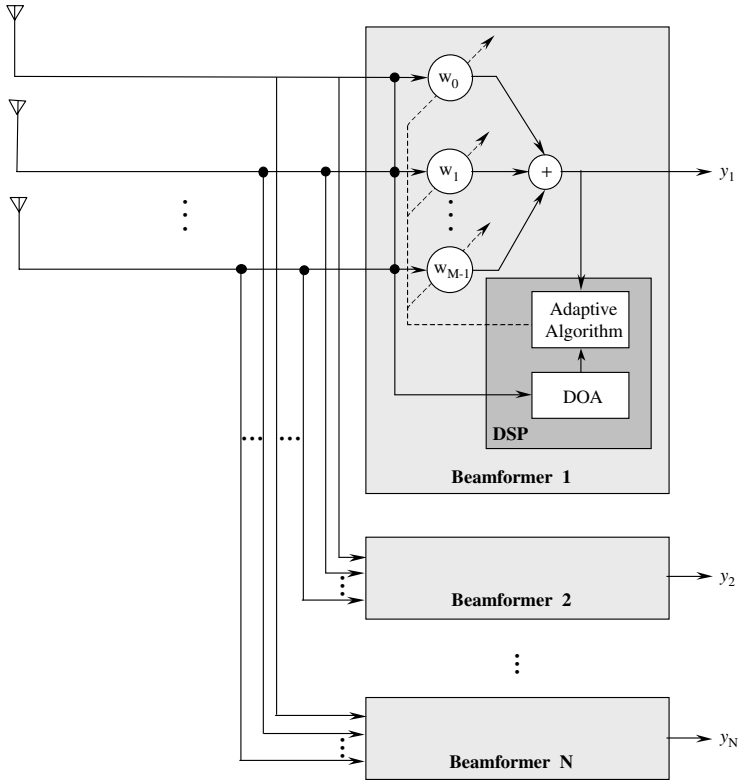 w0
w1
+
y1
wM-1
Adaptive
Algorithm
DOA
DSP
Beamformer 1
y2
Beamformer 2
yN
Beamformer N